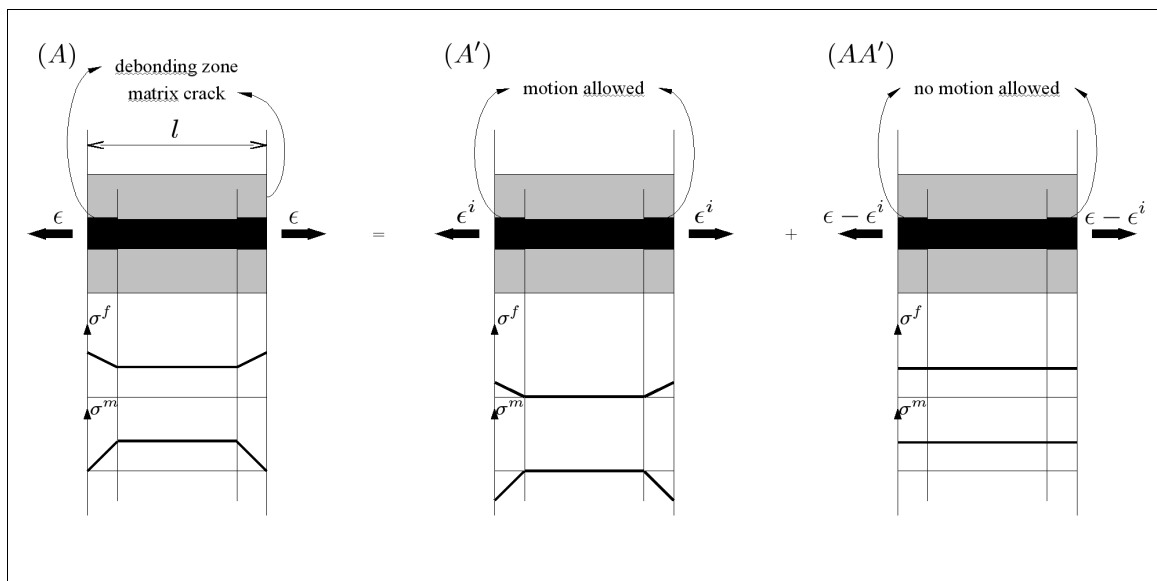 (A)
debonding zone
matrix crack
l
ϵ
ϵ
σ^f
σ^m
=
(A′)
motion allowed
ϵ^i
ϵ^i
σ^f
σ^m
+
(AA′)
no motion allowed
ϵ − ϵ^i
ϵ − ϵ^i
σ^f
σ^m